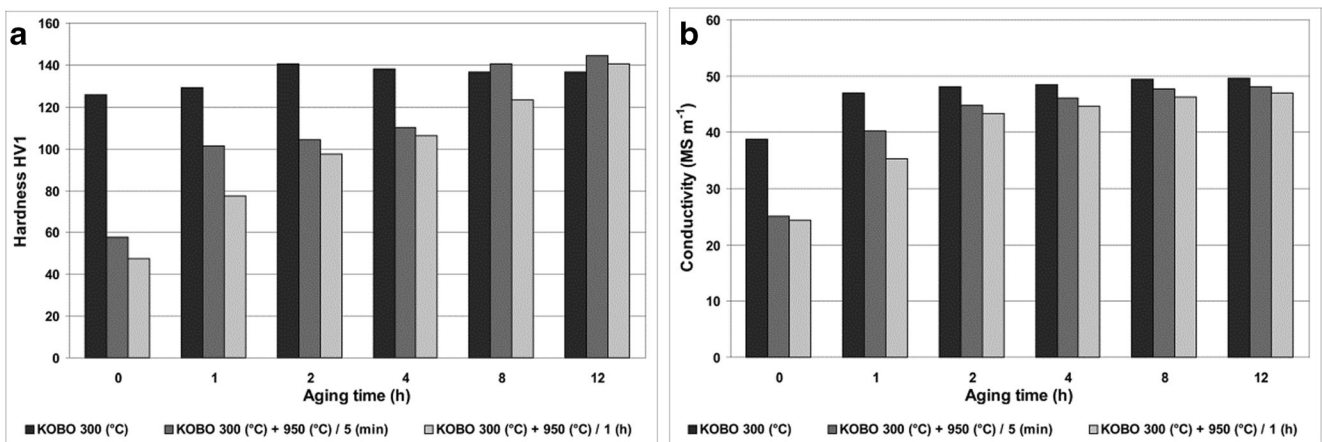 a
160
140
120
100
80
60
40
20
0
Hardness HV1
0 1 2 4 8 12
Aging time (h)
KOBO 300 (°C) KOBO 300 (°C) + 950 (°C) / 5 (min) KOBO 300 (°C) + 950 (°C) / 1 (h)
b
60
50
40
30
20
10
0
Conductivity (MS m⁻¹)
0 1 2 4 8 12
Aging time (h)
KOBO 300 (°C) KOBO 300 (°C) + 950 (°C) / 5 (min) KOBO 300 (°C) + 950 (°C) / 1 (h)